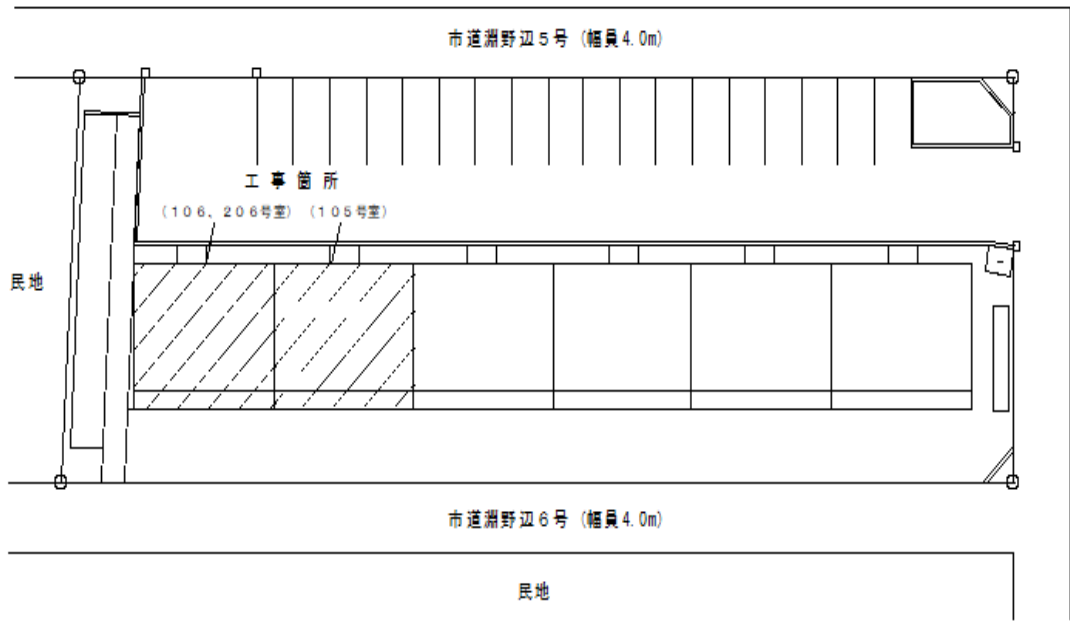 市道淵野辺5号（幅員4.0m）
工事箇所
（106、206号室）（105号室）
民地
市道淵野辺6号（幅員4.0m）
民地